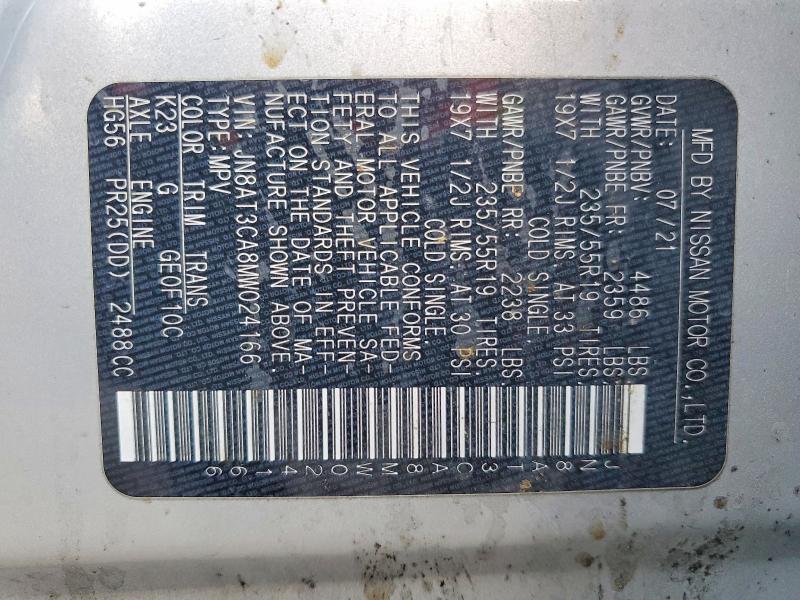 MFD BY NISSAN MOTOR CO.,LTD.
DATE: 07/21
GVWR/PNBV: 4486 LBS
GAWR/PNBE FR: 2359 LBS
WITH 235/55R19 TIRES,
19X7 1/2J RIMS, AT 33 PSI
COLD SINGLE,
GAWR/PNBE RR: 2238 LBS
WITH 235/55R19 TIRES,
19X7 1/2J RIMS, AT 30 PSI
COLD SINGLE,
THIS VEHICLE CONFORMS
TO ALL APPLICABLE FED-
ERAL MOTOR VEHICLE SA-
FETY AND THEFT PREVEN-
TION STANDARDS IN EFF-
ECT ON THE DATE OF MA-
NUFACTURE SHOWN ABOVE.
VIN: JN8AT3CA8MW024166
TYPE: MPV
COLOR TRIM TRANS
K23 G GE0F10C
AXLE ENGINE
HG56 PR25(DD) 2488CC
JN8AT3CA8MW024166